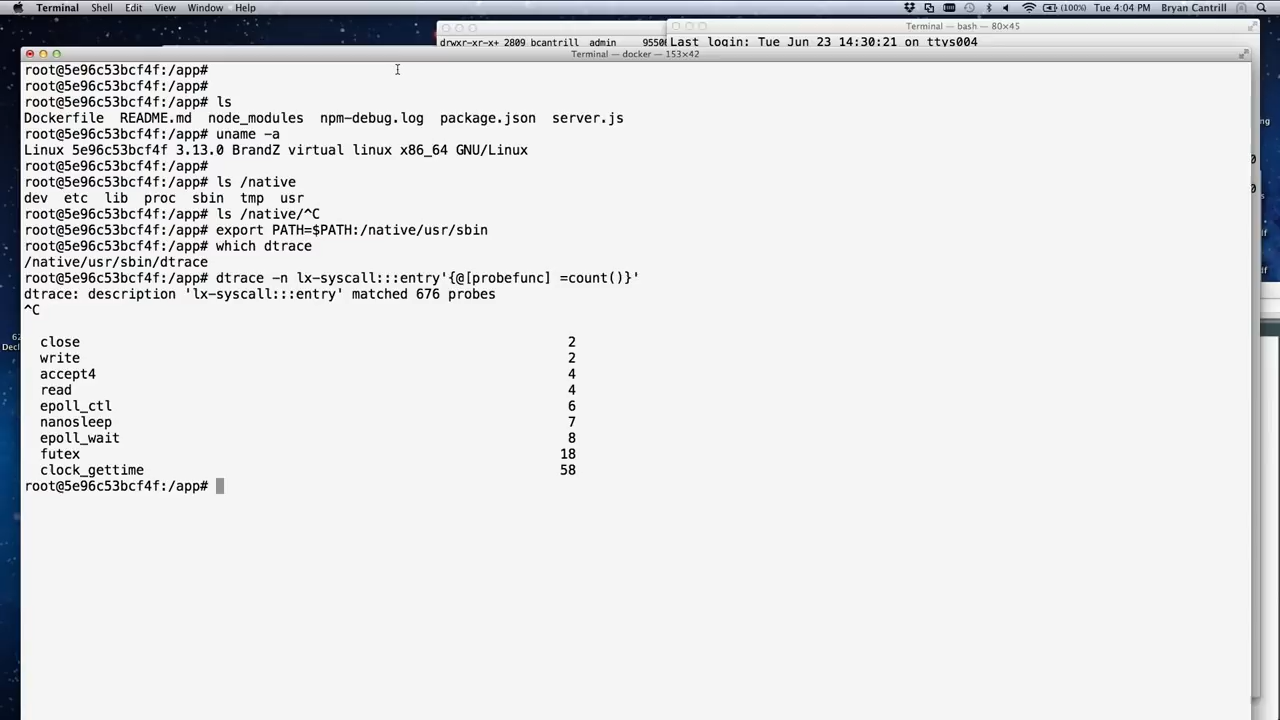 Terminal Shell Edit View Window Help (100%) Tue 4:04 PM Bryan Cantrill
Terminal — bash — 80×45
drwxr-xr-x+ 2809 bcantrill admin 9550
Last login: Tue Jun 23 14:30:21 on ttys004
Terminal — docker — 153×42
root@5e96c53bcf4f:/app#
root@5e96c53bcf4f:/app#
root@5e96c53bcf4f:/app# ls
Dockerfile README.md node_modules npm-debug.log package.json server.js
root@5e96c53bcf4f:/app# uname -a
Linux 5e96c53bcf4f 3.13.0 BrandZ virtual linux x86_64 GNU/Linux
root@5e96c53bcf4f:/app#
root@5e96c53bcf4f:/app# ls /native
dev etc lib proc sbin tmp usr
root@5e96c53bcf4f:/app# ls /native/^C
root@5e96c53bcf4f:/app# export PATH=$PATH:/native/usr/sbin
root@5e96c53bcf4f:/app# which dtrace
/native/usr/sbin/dtrace
root@5e96c53bcf4f:/app# dtrace -n lx-syscall:::entry'{@[probefunc] =count()}'
dtrace: description 'lx-syscall:::entry' matched 676 probes
^C
close 2
write 2
accept4 4
read 4
epoll_ctl 6
nanosleep 7
epoll_wait 8
futex 18
clock_gettime 58
root@5e96c53bcf4f:/app#